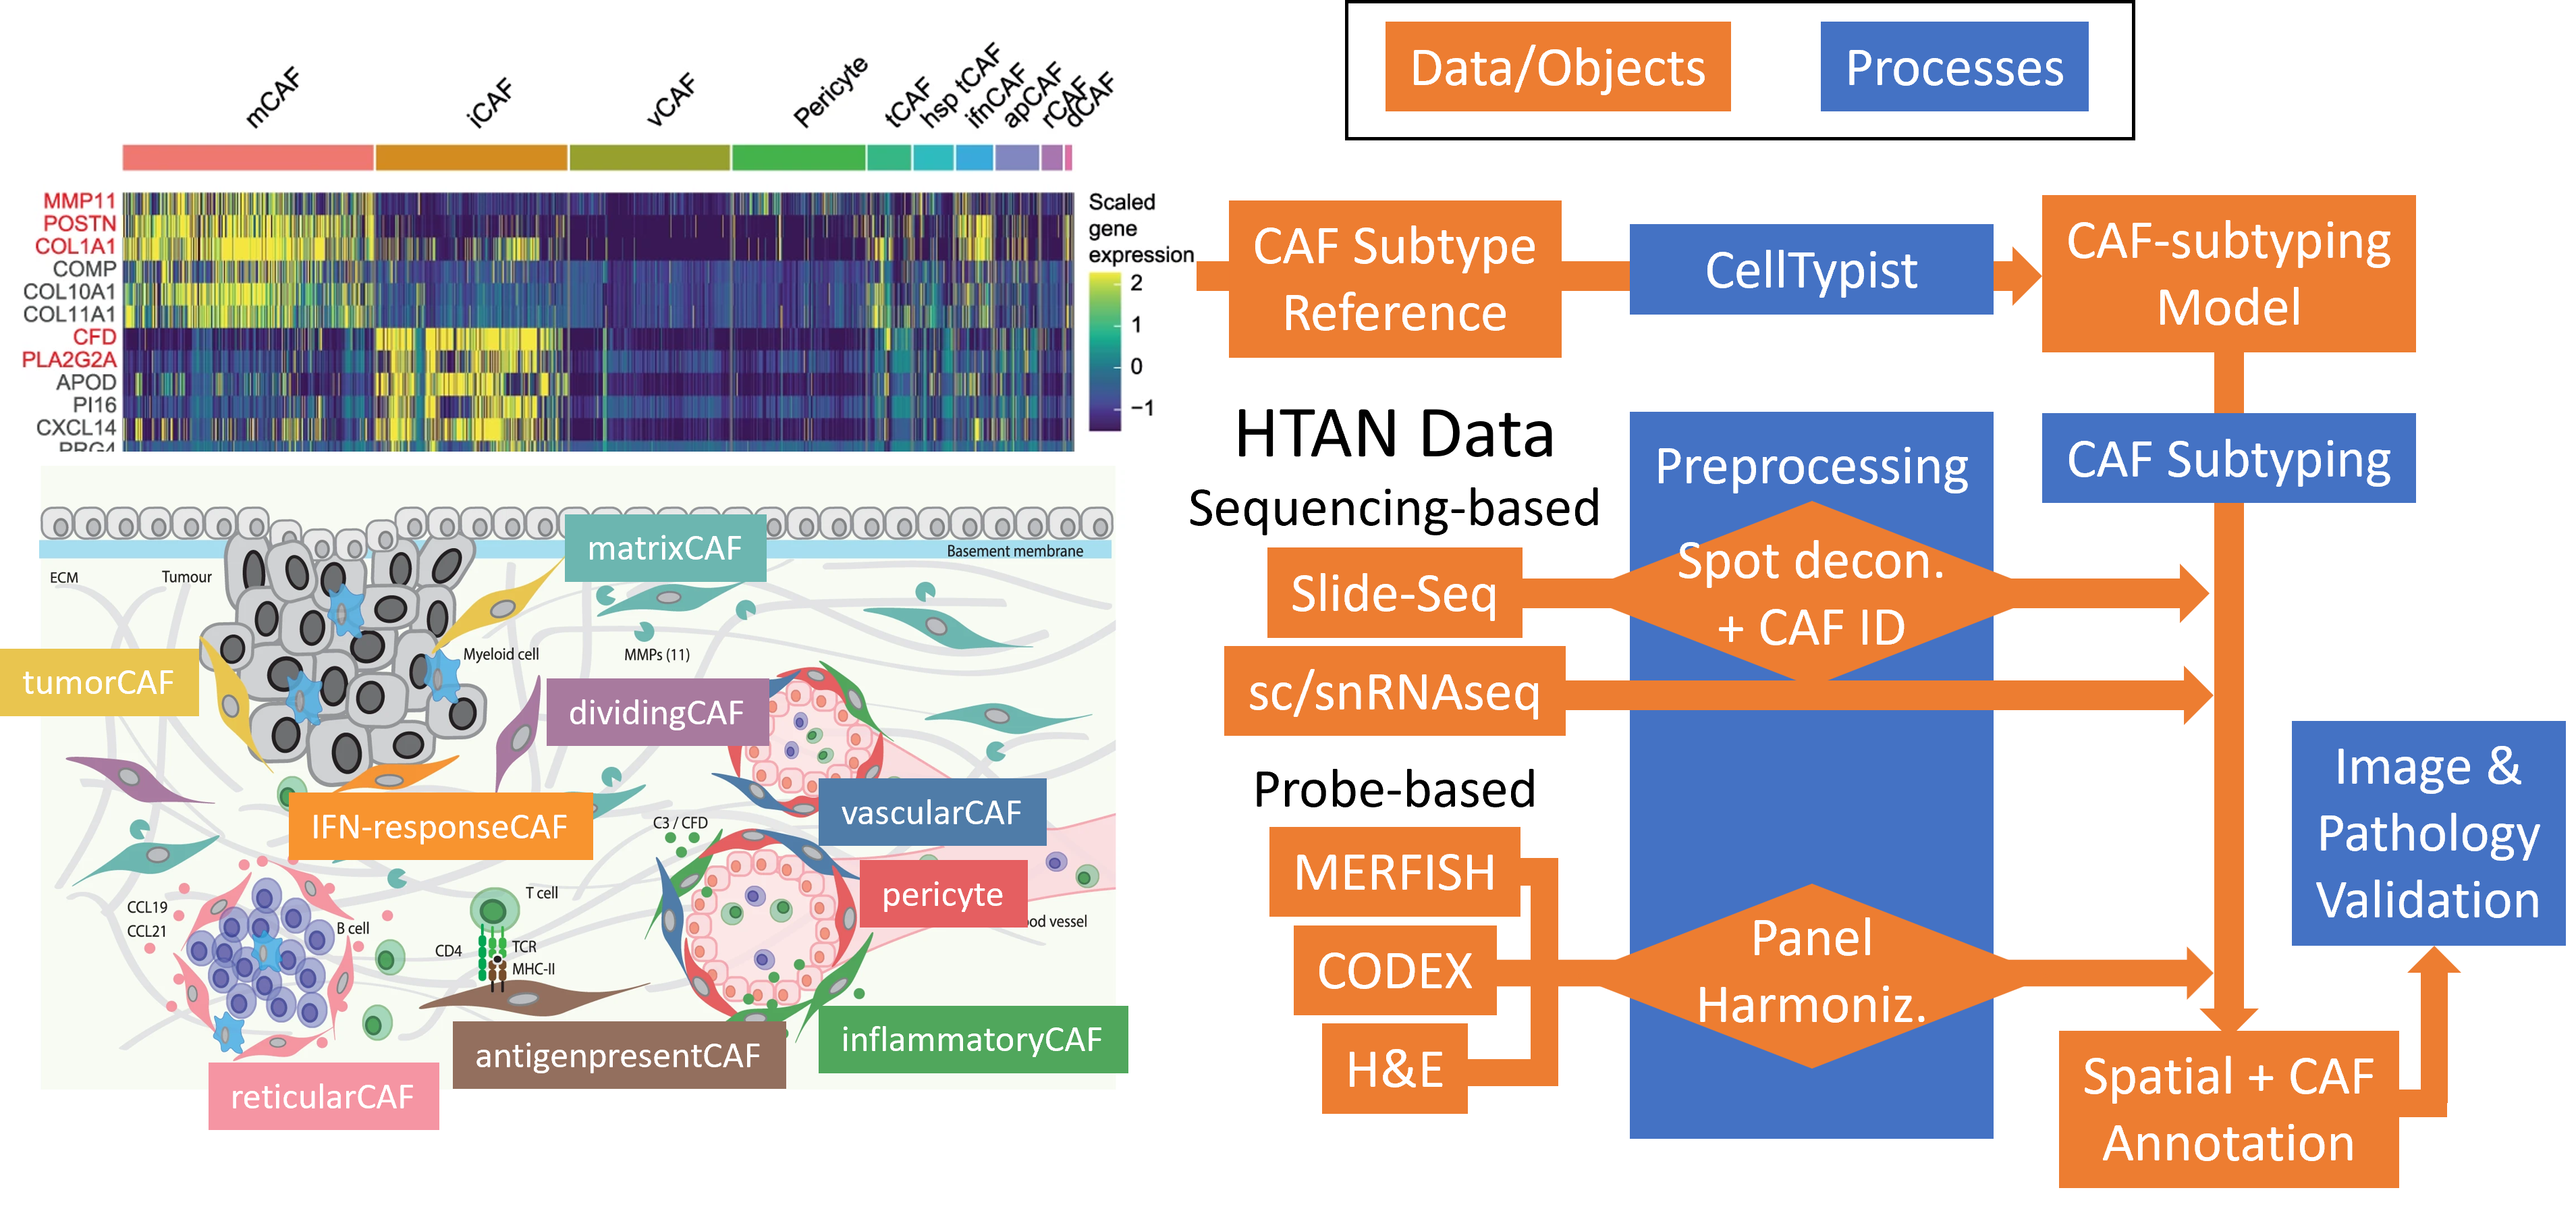 mCAF
iCAF
vCAF
Pericyte
tCAF
hsp tCAF
ifnCAF
apCAF
rCAF
dCAF
MMP11
POSTN
COL1A1
COMP
COL10A1
COL11A1
CFD
PLA2G2A
APOD
PI16
CXCL14
PRG4
Scaled
gene
expression
2
1
0
−1
Basement membrane
ECM
Tumour
matrixCAF
Myeloid cell
MMPs (11)
tumorCAF
dividingCAF
IFN-responseCAF
C3 / CFD
vascularCAF
pericyte
CCL19
CCL21
B cell
T cell
CD4
TCR
MHC-II
vessel
inflammatoryCAF
antigenpresentCAF
reticularCAF
Data/Objects
Processes
CAF Subtype
Reference
CellTypist
CAF-subtyping
Model
HTAN Data
Sequencing-based
Preprocessing
CAF Subtyping
Slide-Seq
Spot decon.
+ CAF ID
sc/snRNAseq
Probe-based
MERFISH
CODEX
H&E
Panel
Harmoniz.
Image &
Pathology
Validation
Spatial + CAF
Annotation